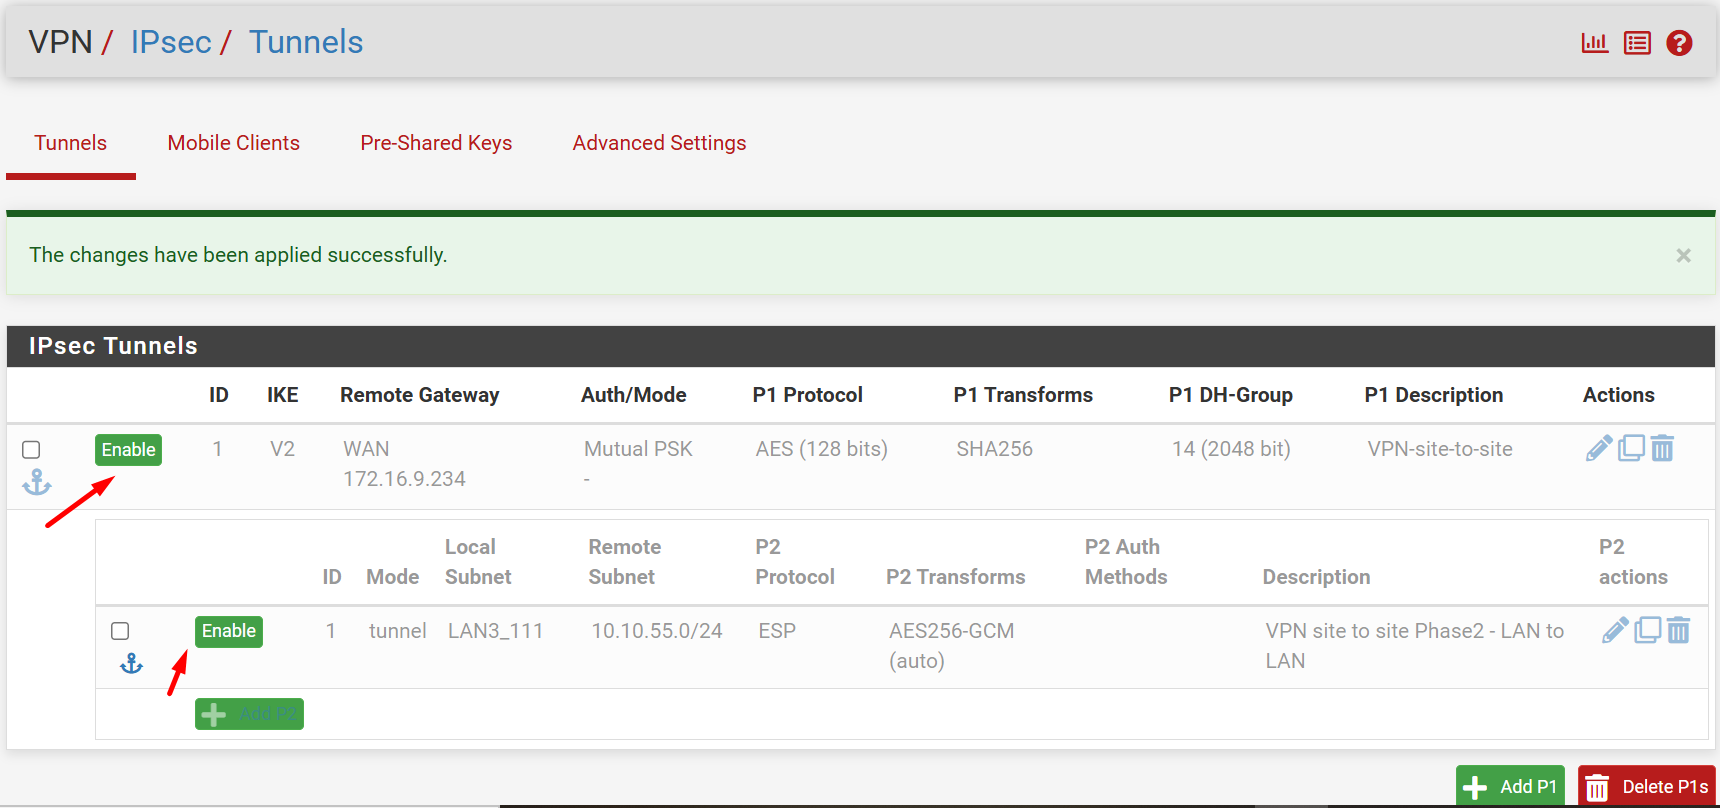 VPN / IPsec / Tunnels
Tunnels Mobile Clients Pre-Shared Keys Advanced Settings
The changes have been applied successfully.
×
IPsec Tunnels
ID IKE Remote Gateway Auth/Mode P1 Protocol P1 Transforms P1 DH-Group P1 Description Actions
Enable 1 V2 WAN Mutual PSK AES (128 bits) SHA256 14 (2048 bit) VPN-site-to-site
172.16.9.234 -
Local Remote P2 P2 Auth P2
ID Mode Subnet Subnet Protocol P2 Transforms Methods Description actions
Enable 1 tunnel LAN3_111 10.10.55.0/24 ESP AES256-GCM VPN site to site Phase2 - LAN to
(auto) LAN
Add P2
Add P1 Delete P1s